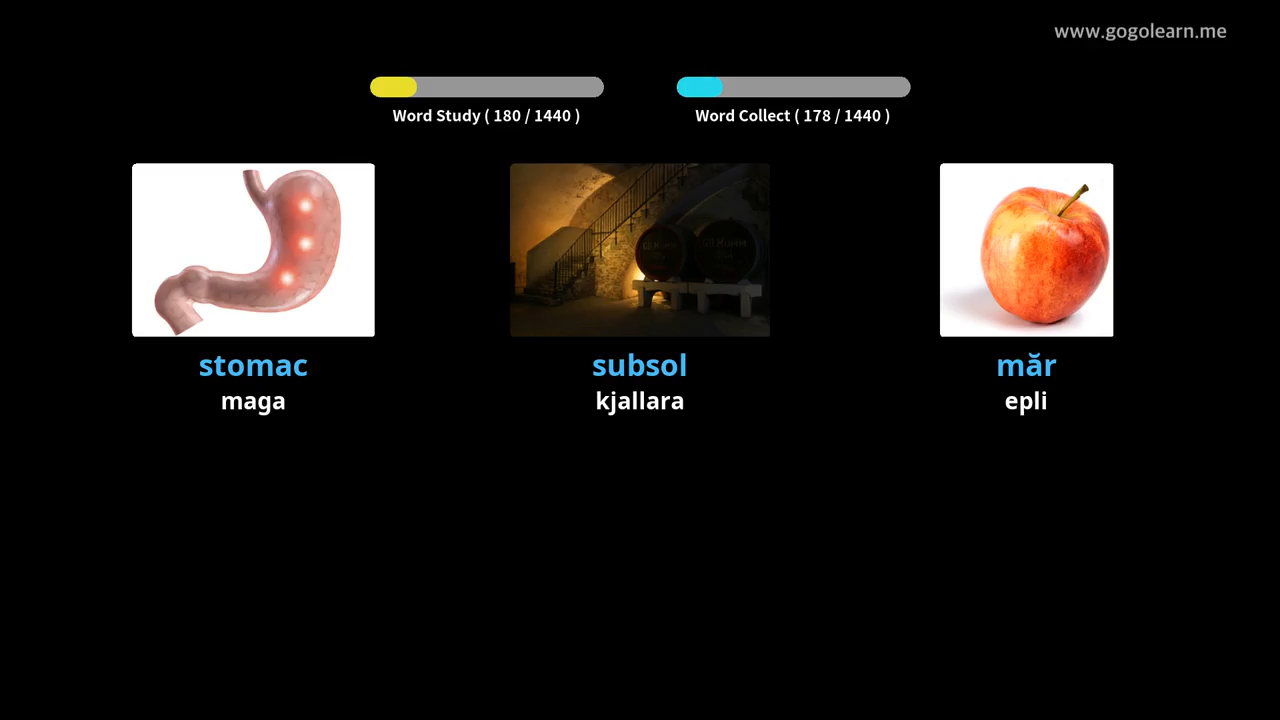 www.gogolearn.me
Word Study ( 180 / 1440 )
Word Collect ( 178 / 1440 )
stomac
maga
subsol
kjallara
măr
epli